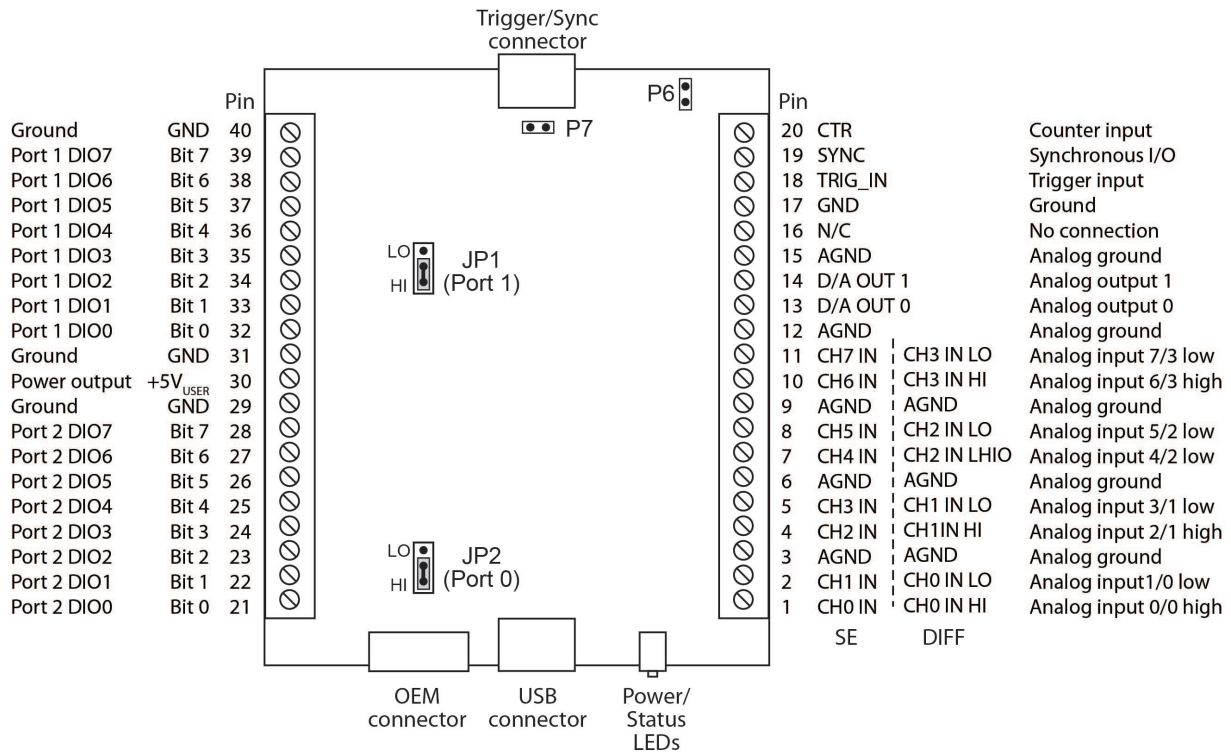 Trigger/Sync
connector
P6
P7
Pin
Ground GND 40
Port 1 DIO7 Bit 7 39
Port 1 DIO6 Bit 6 38
Port 1 DIO5 Bit 5 37
Port 1 DIO4 Bit 4 36
Port 1 DIO3 Bit 3 35
Port 1 DIO2 Bit 2 34
Port 1 DIO1 Bit 1 33
Port 1 DIO0 Bit 0 32
Ground GND 31
Power output +5VUSER 30
Ground GND 29
Port 2 DIO7 Bit 7 28
Port 2 DIO6 Bit 6 27
Port 2 DIO5 Bit 5 26
Port 2 DIO4 Bit 4 25
Port 2 DIO3 Bit 3 24
Port 2 DIO2 Bit 2 23
Port 2 DIO1 Bit 1 22
Port 2 DIO0 Bit 0 21
LO
HI
JP1
(Port 1)
LO
HI
JP2
(Port 0)
Pin
20 CTR Counter input
19 SYNC Synchronous I/O
18 TRIG_IN Trigger input
17 GND Ground
16 N/C No connection
15 AGND Analog ground
14 D/A OUT 1 Analog output 1
13 D/A OUT 0 Analog output 0
12 AGND Analog ground
11 CH7 IN CH3 IN LO Analog input 7/3 low
10 CH6 IN CH3 IN HI Analog input 6/3 high
9 AGND AGND Analog ground
8 CH5 IN CH2 IN LO Analog input 5/2 low
7 CH4 IN CH2 IN LHIO Analog input 4/2 low
6 AGND AGND Analog ground
5 CH3 IN CH1 IN LO Analog input 3/1 low
4 CH2 IN CH1IN HI Analog input 2/1 high
3 AGND AGND Analog ground
2 CH1 IN CH0 IN LO Analog input1/0 low
1 CH0 IN CH0 IN HI Analog input 0/0 high
SE DIFF
OEM
connector
USB
connector
Power/
Status
LEDs